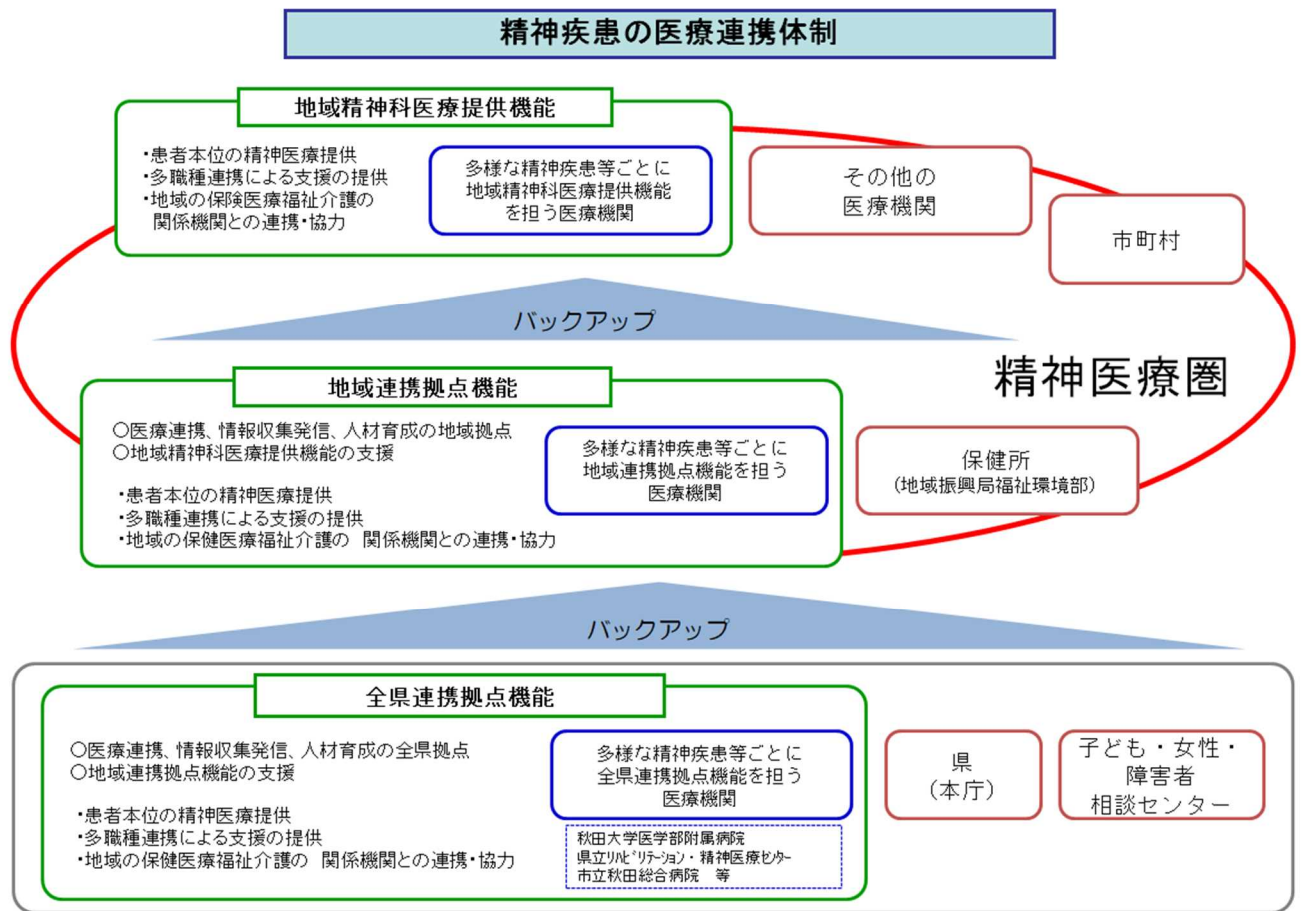 精神疾患の医療連携体制
地域精神科医療提供機能
・患者本位の精神医療提供
・多職種連携による支援の提供
・地域の保険医療福祉介護の
関係機関との連携・協力
多様な精神疾患等ごとに
地域精神科医療提供機能
を担う医療機関
その他の
医療機関
市町村
バックアップ
精神医療圏
地域連携拠点機能
○医療連携、情報収集発信、人材育成の地域拠点
○地域精神科医療提供機能の支援
・患者本位の精神医療提供
・多職種連携による支援の提供
・地域の保健医療福祉介護の 関係機関との連携・協力
多様な精神疾患等ごとに
地域連携拠点機能を担う
医療機関
保健所
(地域振興局福祉環境部)
バックアップ
全県連携拠点機能
○医療連携、情報収集発信、人材育成の全県拠点
○地域連携拠点機能の支援
・患者本位の精神医療提供
・多職種連携による支援の提供
・地域の保健医療福祉介護の 関係機関との連携・協力
多様な精神疾患等ごとに
全県連携拠点機能を担う
医療機関
秋田大学医学部附属病院
県立ﾘﾊﾋﾞﾘﾃｰｼｮﾝ・精神医療ｾﾝﾀｰ
市立秋田総合病院 等
県
(本庁)
子ども・女性・
障害者
相談センター